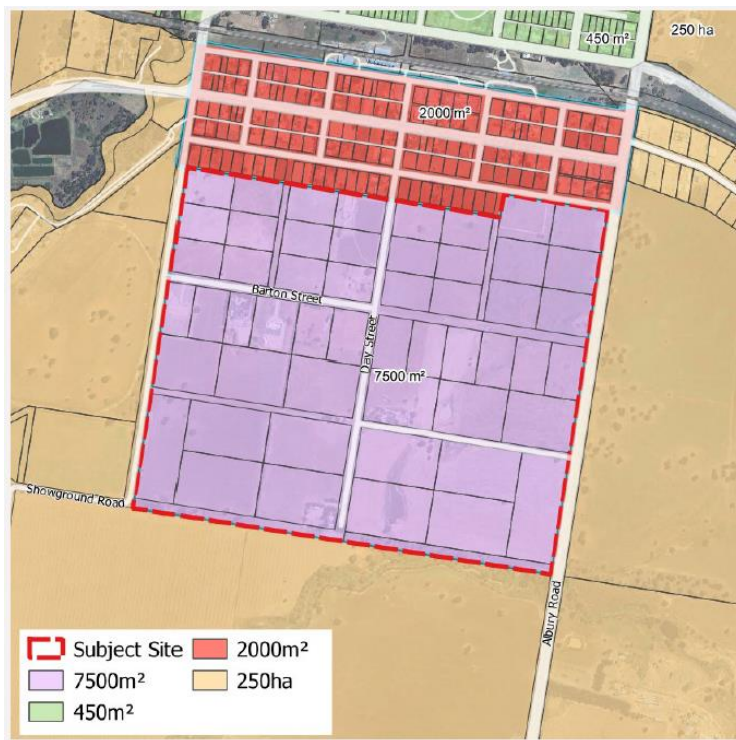 450 m²
250 ha
2000 m²
Barton Street
Day Street
7500 m²
Showground Road
Albury Road
Subject Site
2000m²
7500m²
250ha
450m²